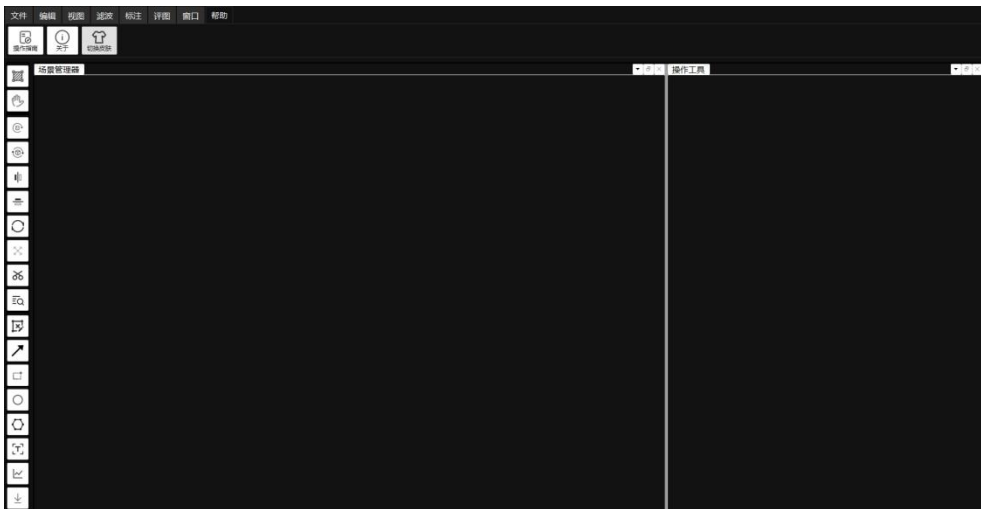 文件 编辑 视图 滤波 标注 评图 窗口 帮助
操作指南 关于 切换皮肤
场景管理器 操作工具
T